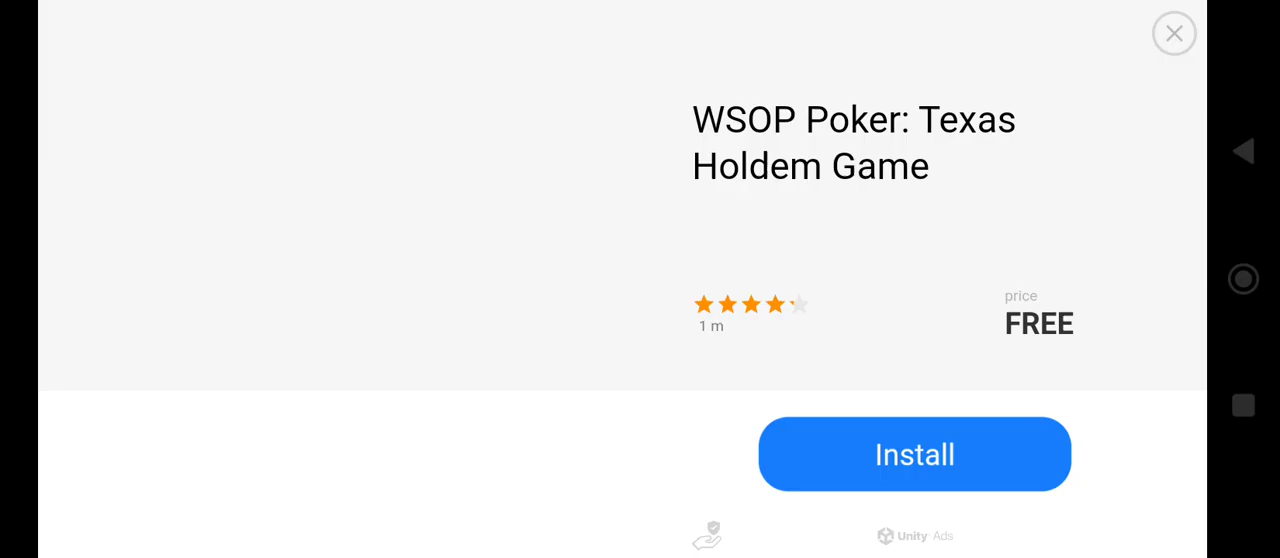 WSOP Poker: Texas
Holdem Game
1 m
price
FREE
Install
Unity Ads